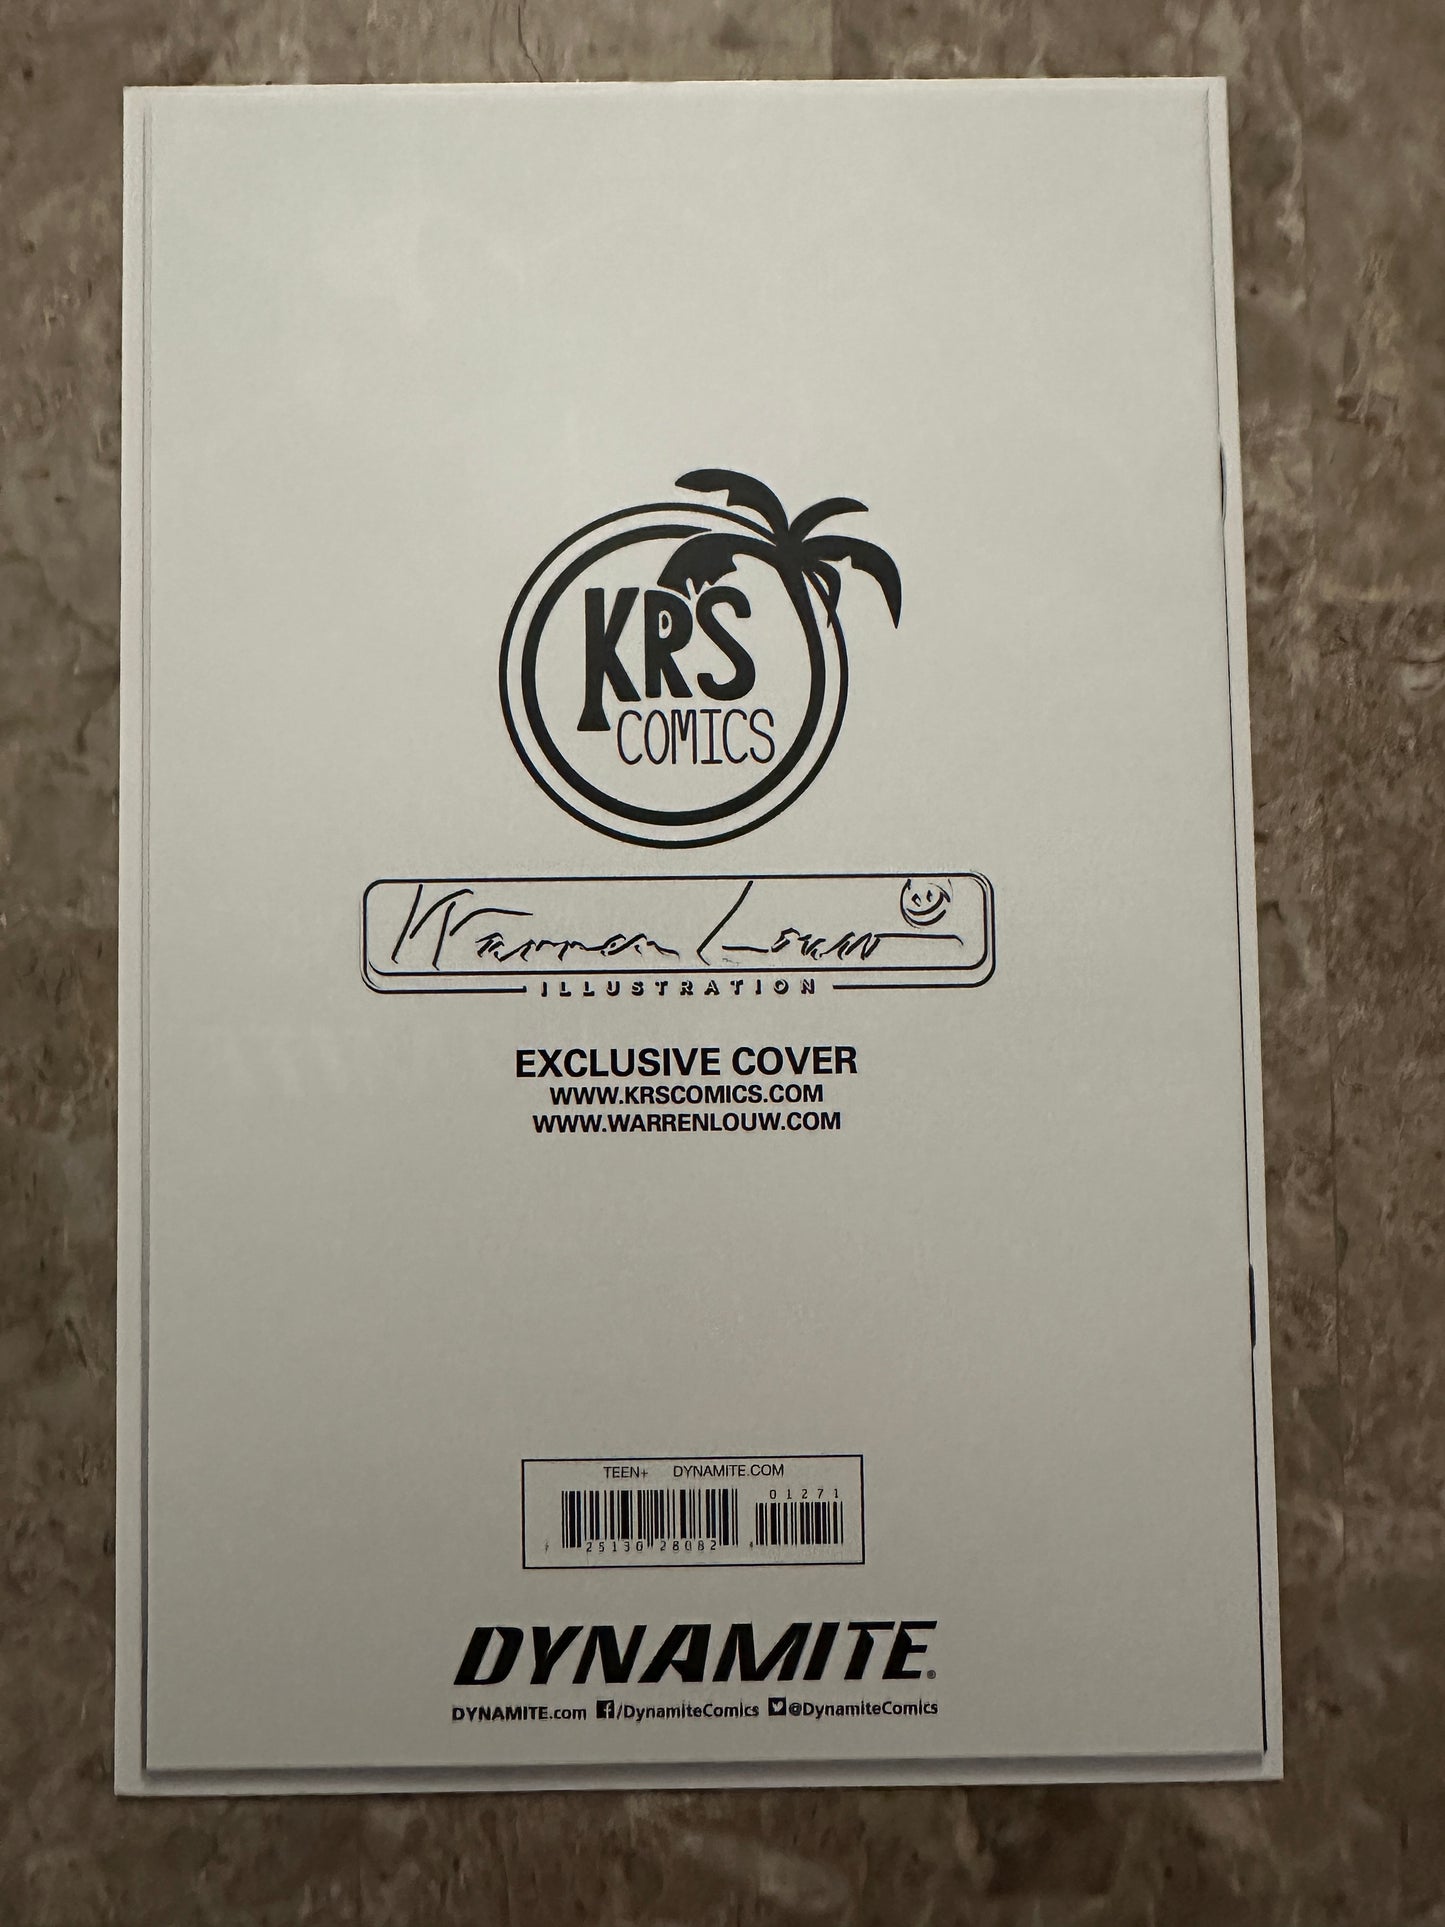 KRS
COMICS
Warren Louw
ILLUSTRATION
EXCLUSIVE COVER
WWW.KRSCOMICS.COM
WWW.WARRENLOUW.COM
TEEN+ DYNAMITE.COM
01271
25130 28082
DYNAMITE®
DYNAMITE.com f/DynamiteComics @DynamiteComics